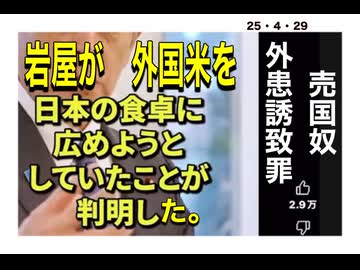 25・4・29
岩屋が 外国米を
日本の食卓に
広めようと
していたことが
判明した。
売国奴
外患誘致罪
2.9万